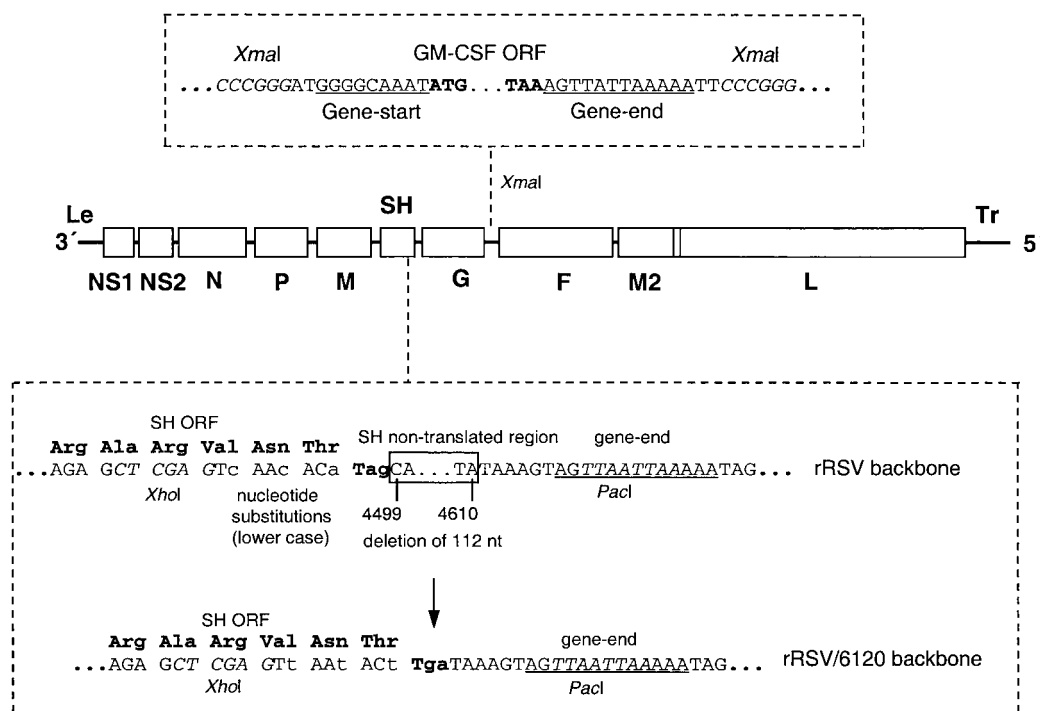 XmaI GM-CSF ORF XmaI
...CCCGGGATGGGGCAAATATG...TAAAGTTATTAAAAATTCCCGGG...
Gene-start Gene-end
XmaI
Le SH Tr
3´ 5´
NS1 NS2 N P M G F M2 L
SH ORF
Arg Ala Arg Val Asn Thr SH non-translated region gene-end
...AGA GCT CGA GTc AAc ACa TagCA...TATAAAGTAGTTAATTAAAAATAG... rRSV backbone
XhoI nucleotide PacI
substitutions 4499 4610
(lower case) deletion of 112 nt
SH ORF
Arg Ala Arg Val Asn Thr gene-end
...AGA GCT CGA GTt AAt ACt TgaTAAAGTAGTTAATTAAAAATAG... rRSV/6120 backbone
XhoI PacI